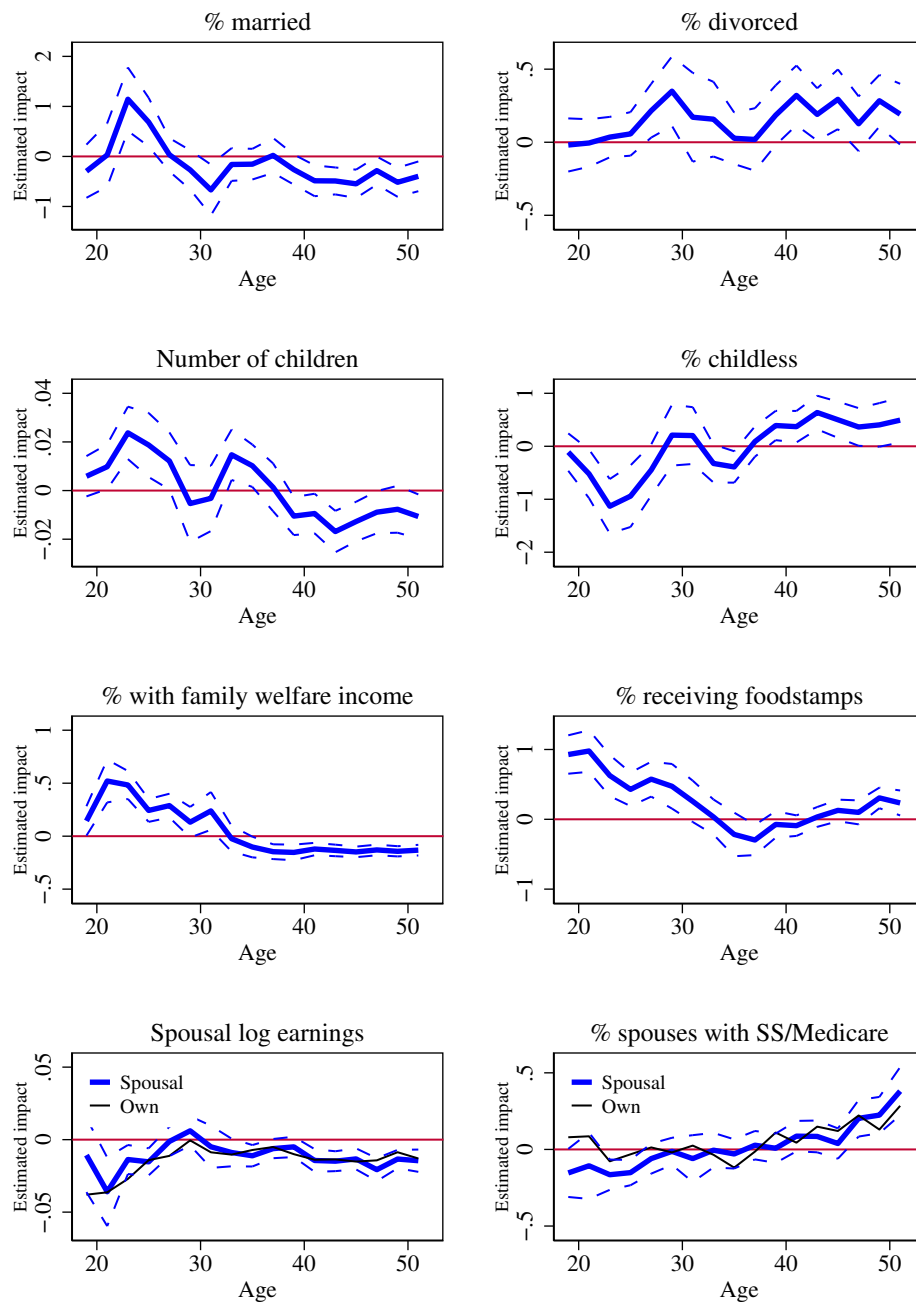 % married
Estimated impact
2
1
0
−1
20 30 40 50
Age
% divorced
Estimated impact
.5
0
−.5
20 30 40 50
Age
Number of children
Estimated impact
.04
.02
0
−.02
20 30 40 50
Age
% childless
Estimated impact
1
0
−1
−2
20 30 40 50
Age
% with family welfare income
Estimated impact
1
.5
0
−.5
20 30 40 50
Age
% receiving foodstamps
Estimated impact
1
0
−1
20 30 40 50
Age
Spousal log earnings
Estimated impact
.05
0
−.05
Spousal
Own
20 30 40 50
Age
% spouses with SS/Medicare
Estimated impact
.5
0
−.5
Spousal
Own
20 30 40 50
Age